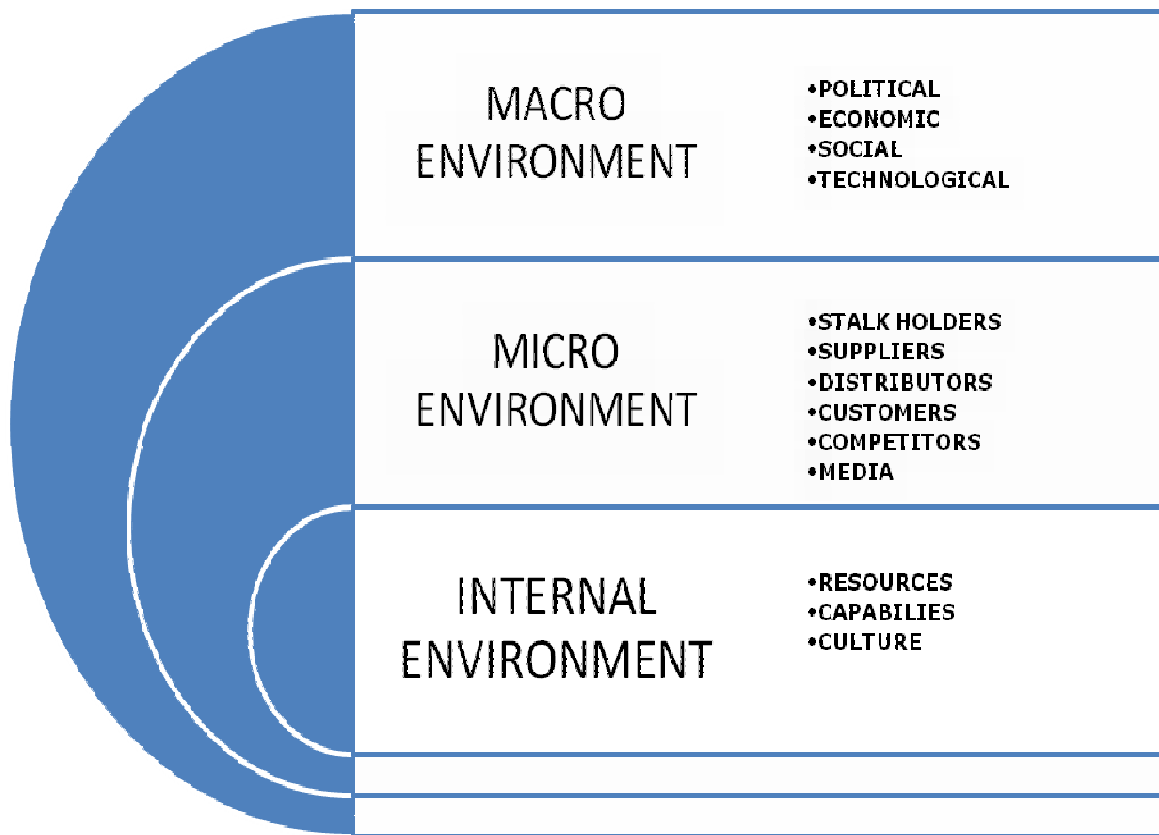 MACRO
ENVIRONMENT
•POLITICAL
•ECONOMIC
•SOCIAL
•TECHNOLOGICAL
MICRO
ENVIRONMENT
•STALK HOLDERS
•SUPPLIERS
•DISTRIBUTORS
•CUSTOMERS
•COMPETITORS
•MEDIA
INTERNAL
ENVIRONMENT
•RESOURCES
•CAPABILIES
•CULTURE